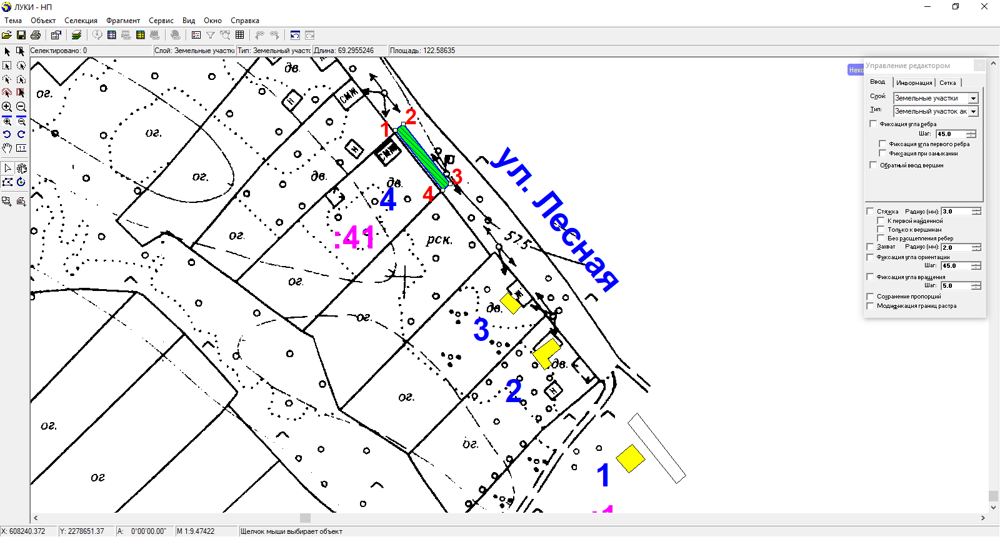 ЛУКИ - НП
Тема Объект Селекция Фрагмент Сервис Вид Окно Справка
Селектировано: 0 Слой: Земельные участки Тип: Земельный участо Длина: 69.2955246 Площадь: 122.58635
Неко
Управление редактором
Ввод Информация Сетка
Слой: Земельные участки
Тип: Земельный участок ак
Фиксация угла ребра
Шаг: 45.0
Фиксация угла первого ребра
Фиксация при замыкании
Обратный ввод вершин
Стяжка Радиус (мм): 3.0
К первой найденной
Только к вершинам
Без расщепления ребер
Захват Радиус (мм): 2.0
Фиксация угла ориентации
Шаг: 45.0
Фиксация угла вращения
Шаг: 5.0
Сохранение пропорций
Модификация границ растра
дв.
ог.
СМЖ
Н
2
1
ог.
Н
СМЖ
ог.
дв.
дв.
3
4
4
ул. Лесная
:41
ог.
рск.
575
ог.
Ж
дв.
ог.
3
дв.
2
Н
ог.
ог.
ог.
1
ог
:1
X: 608240.372 Y: 2278651.37 A: 0°00'00.00" М 1:9.47422 Щелчок мыши выбирает объект